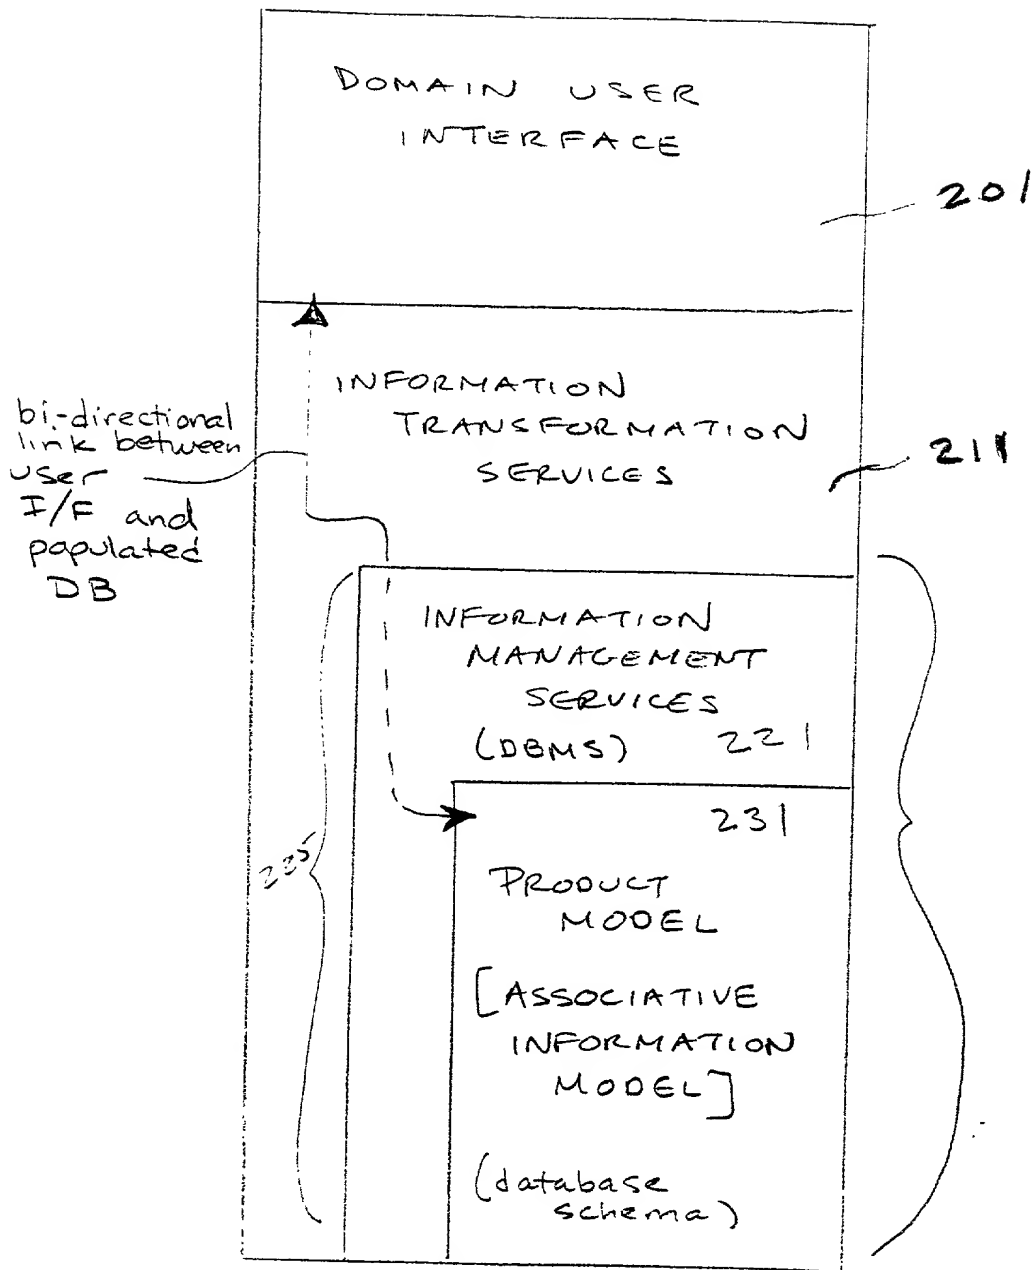 DOMAIN USER
INTERFACE
201
INFORMATION
TRANSFORMATION
SERVICES
211
bi-directional
link between
user
I/F and
populated
DB
INFORMATION
MANAGEMENT
SERVICES
(DBMS) 221
231
225
PRODUCT
MODEL
[ASSOCIATIVE
INFORMATION
MODEL]
(database
schema)